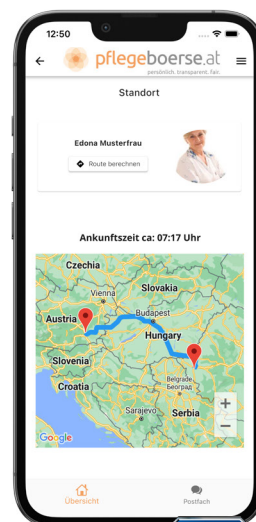 12:50
pflegeboerse.at
persönlich. transparent. fair.
Standort
Edona Musterfrau
Route berechnen
Ankunftszeit ca: 07:17 Uhr
Czechia
Vienna
Slovakia
Austria
Budapest
Hungary
Slovenia
Croatia
Belgrade
Београд
Sarajevo
Serbia
+
−
Google
Übersicht
Postfach